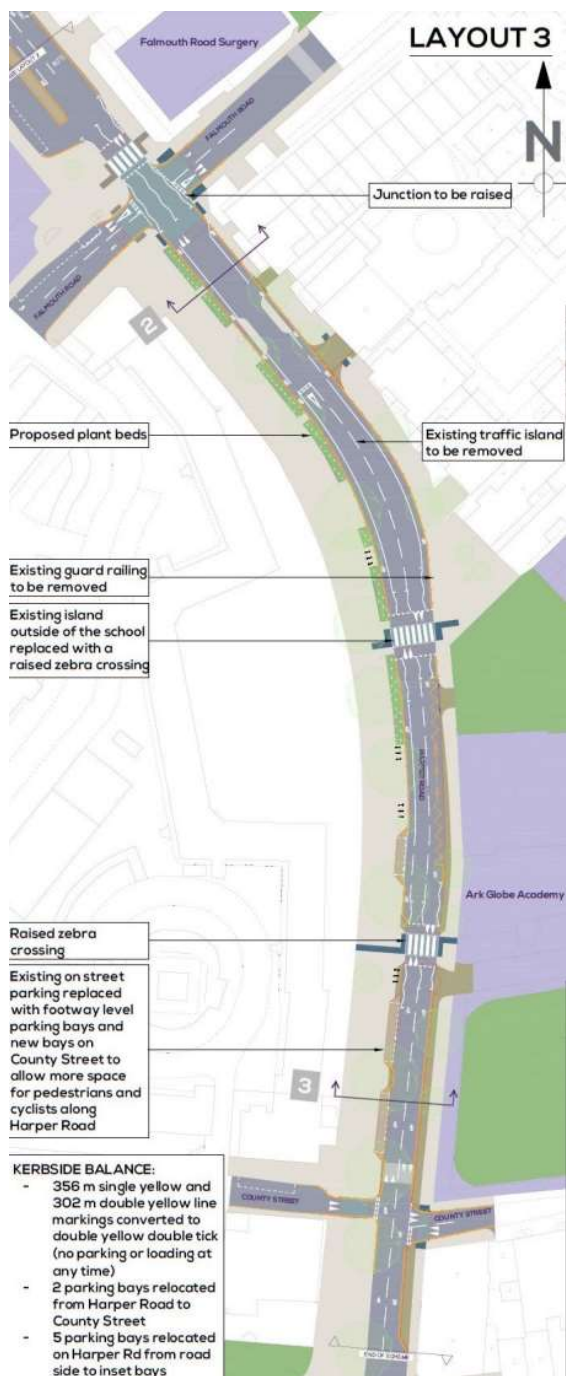 LAYOUT 3
Falmouth Road Surgery
FALMOUTH ROAD
N
Junction to be raised
FALMOUTH ROAD
2
Proposed plant beds
Existing traffic island
to be removed
Existing guard railing
to be removed
Existing island
outside of the school
replaced with a
raised zebra crossing
HARPER ROAD
Ark Globe Academy
Raised zebra
crossing
Existing on street
parking replaced
with footway level
parking bays and
new bays on
County Street to
allow more space
for pedestrians and
cyclists along
Harper Road
3
COUNTY STREET
COUNTY STREET
KERBSIDE BALANCE:
- 356 m single yellow and
302 m double yellow line
markings converted to
double yellow double tick
(no parking or loading at
any time)
- 2 parking bays relocated
from Harper Road to
County Street
- 5 parking bays relocated
on Harper Rd from road
side to inset bays
END OF SCHEME